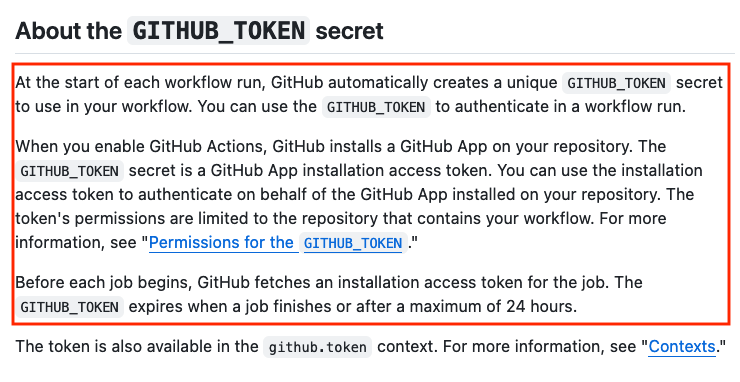 About the GITHUB_TOKEN secret
At the start of each workflow run, GitHub automatically creates a unique GITHUB_TOKEN secret
to use in your workflow. You can use the GITHUB_TOKEN to authenticate in a workflow run.
When you enable GitHub Actions, GitHub installs a GitHub App on your repository. The
GITHUB_TOKEN secret is a GitHub App installation access token. You can use the installation
access token to authenticate on behalf of the GitHub App installed on your repository. The
token's permissions are limited to the repository that contains your workflow. For more
information, see "Permissions for the GITHUB_TOKEN."
Before each job begins, GitHub fetches an installation access token for the job. The
GITHUB_TOKEN expires when a job finishes or after a maximum of 24 hours.
The token is also available in the github.token context. For more information, see "Contexts."